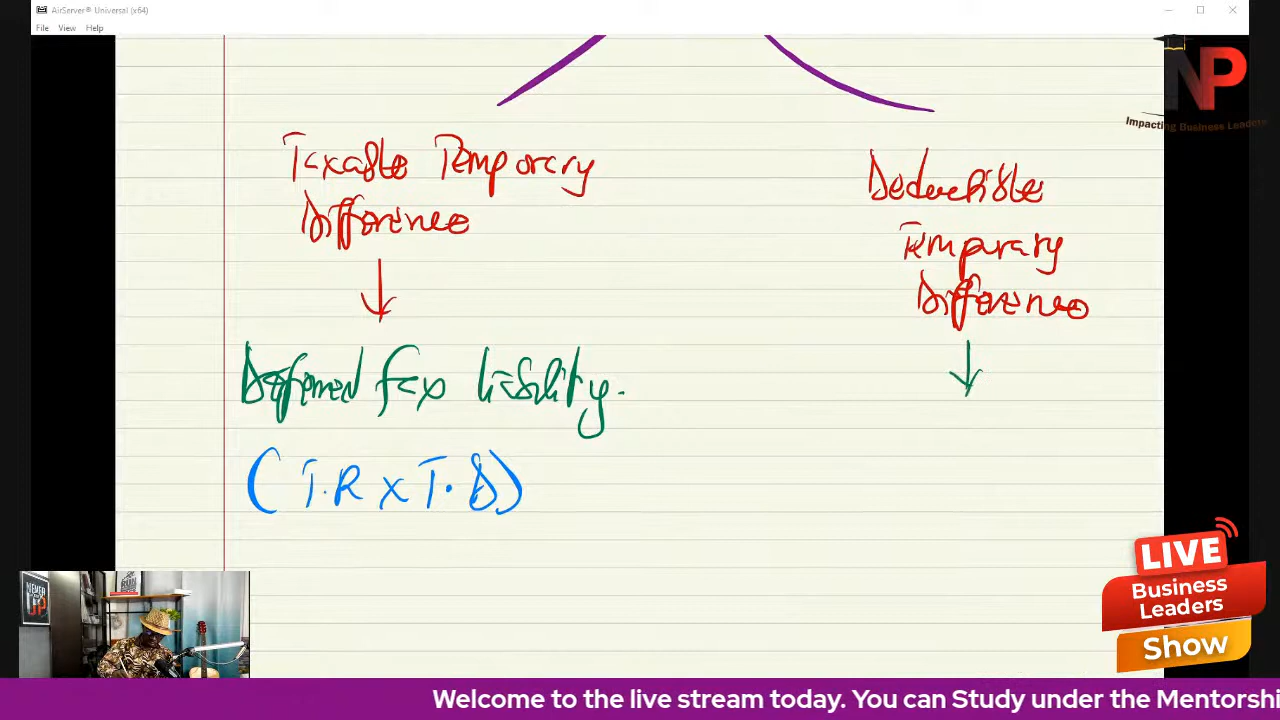 AirServer® Universal (x64)
File View Help
NP
Impacting Business Leaders
Taxable Temporary
Difference
Deductible
Temporary
Difference
Deferred tax liability.
(T.R X T.D)
LIVE
Business
Leaders
Show
Welcome to the live stream today. You can Study under the Mentorshi